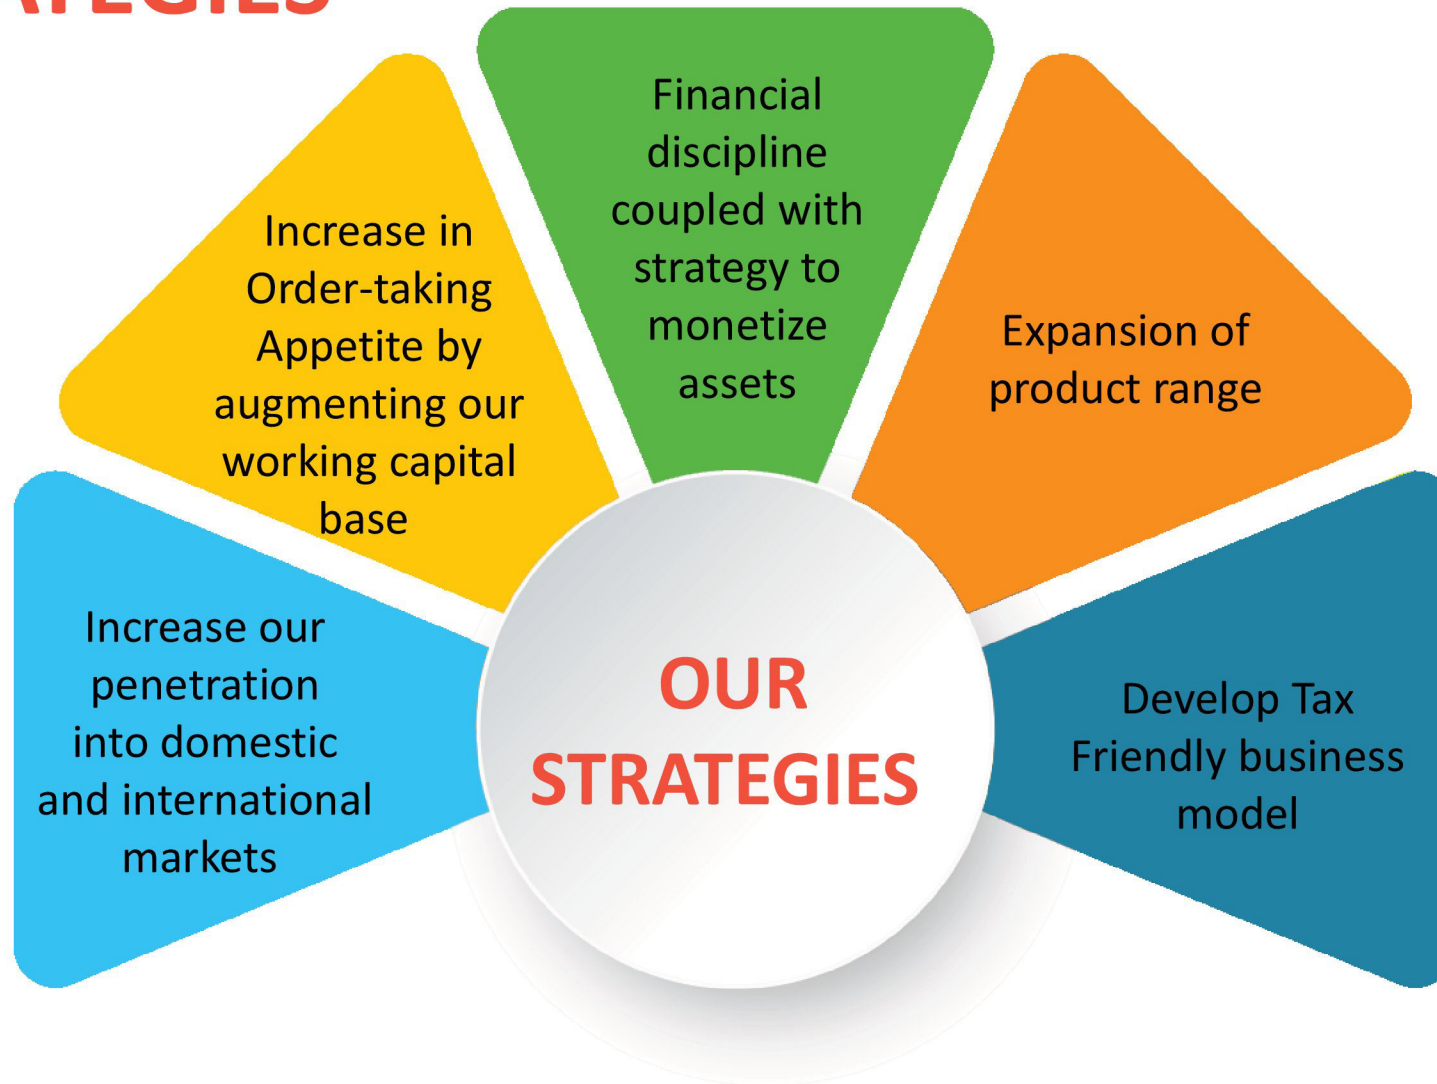 ATEGIES
Financial
discipline
coupled with
strategy to
monetize
assets
Increase in
Order-taking
Appetite by
augmenting our
working capital
base
Expansion of
product range
Increase our
penetration
into domestic
and international
markets
OUR
STRATEGIES
Develop Tax
Friendly business
model